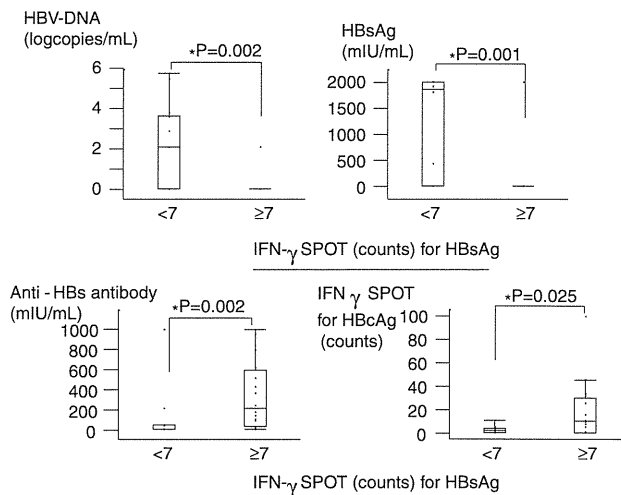 HBV-DNA
(logcopies/mL)
*P=0.002
6
4
2
0
<7
≥7
HBsAg
(mIU/mL)
*P=0.001
2000
1500
1000
500
0
<7
≥7
IFN-γ SPOT (counts) for HBsAg
Anti - HBs antibody
(mIU/mL)
*P=0.002
1000
800
600
400
200
0
<7
≥7
IFN γ SPOT
for HBcAg
(counts)
*P=0.025
100
80
60
40
20
0
<7
≥7
IFN-γ SPOT (counts) for HBsAg